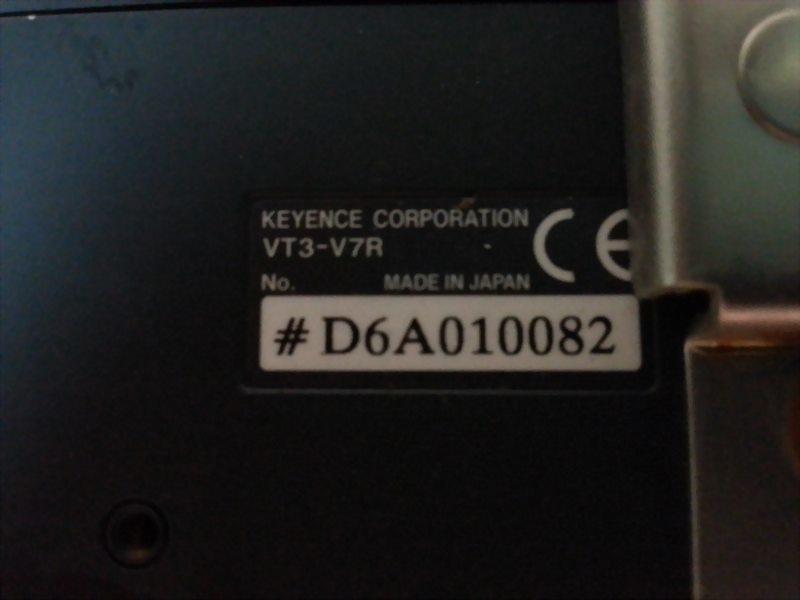 KEYENCE CORPORATION
VT3-V7R
CE
No. MADE IN JAPAN
#D6A010082